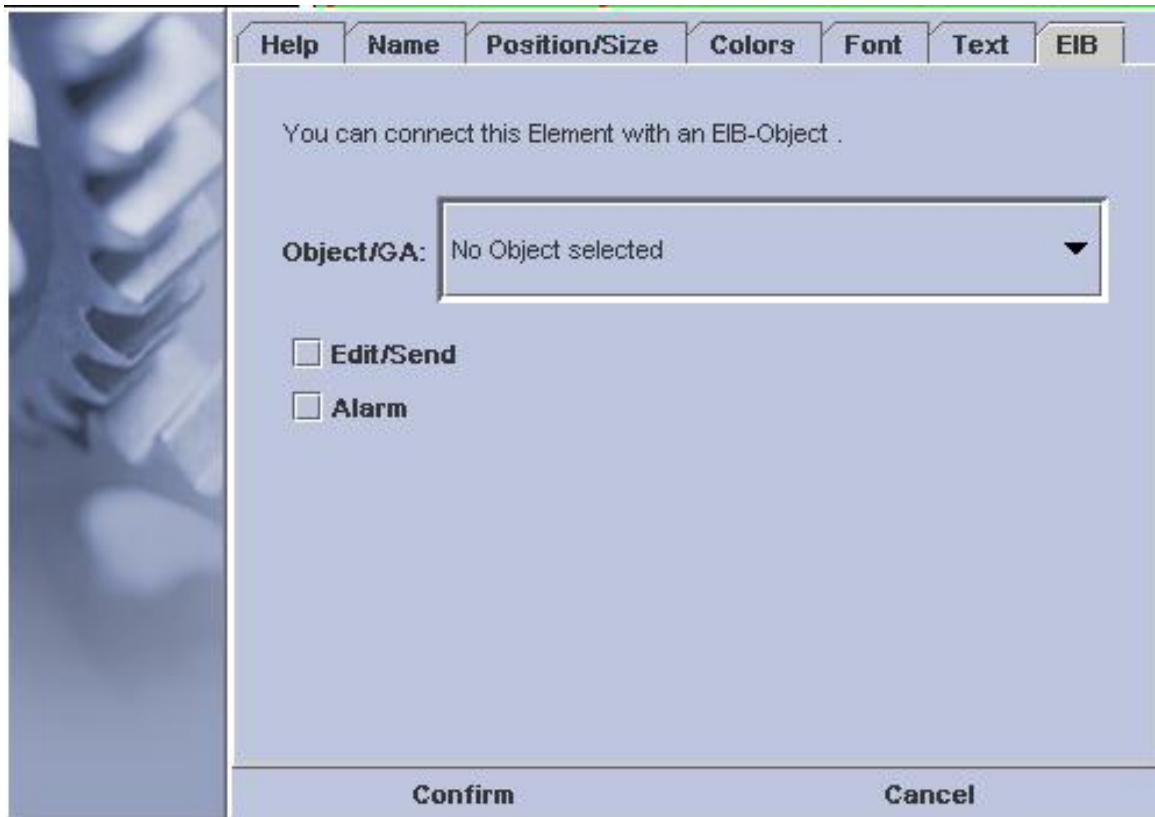 Help Name Position/Size Colors Font Text EIB
You can connect this Element with an EIB-Object .
Object/GA: No Object selected
Edit/Send
Alarm
Confirm Cancel